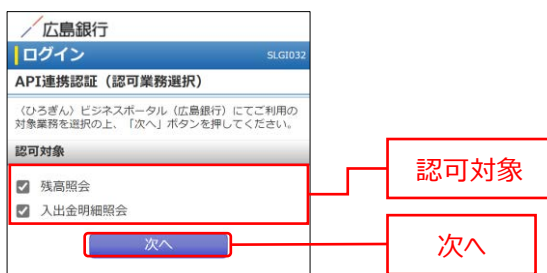 広島銀行
ログイン
SLGI032
API連携認証（認可業務選択）
〈ひろぎん〉ビジネスポータル（広島銀行）にてご利用の
対象業務を選択の上、「次へ」ボタンを押してください。
認可対象
残高照会
入出金明細照会
次へ
認可対象
次へ